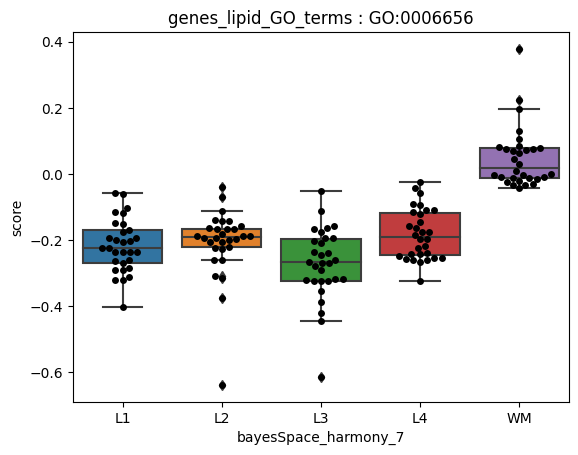 genes_lipid_GO_terms : GO:0006656
0.4
0.2
0.0
−0.2
−0.4
−0.6
score
L1 L2 L3 L4 WM
bayesSpace_harmony_7